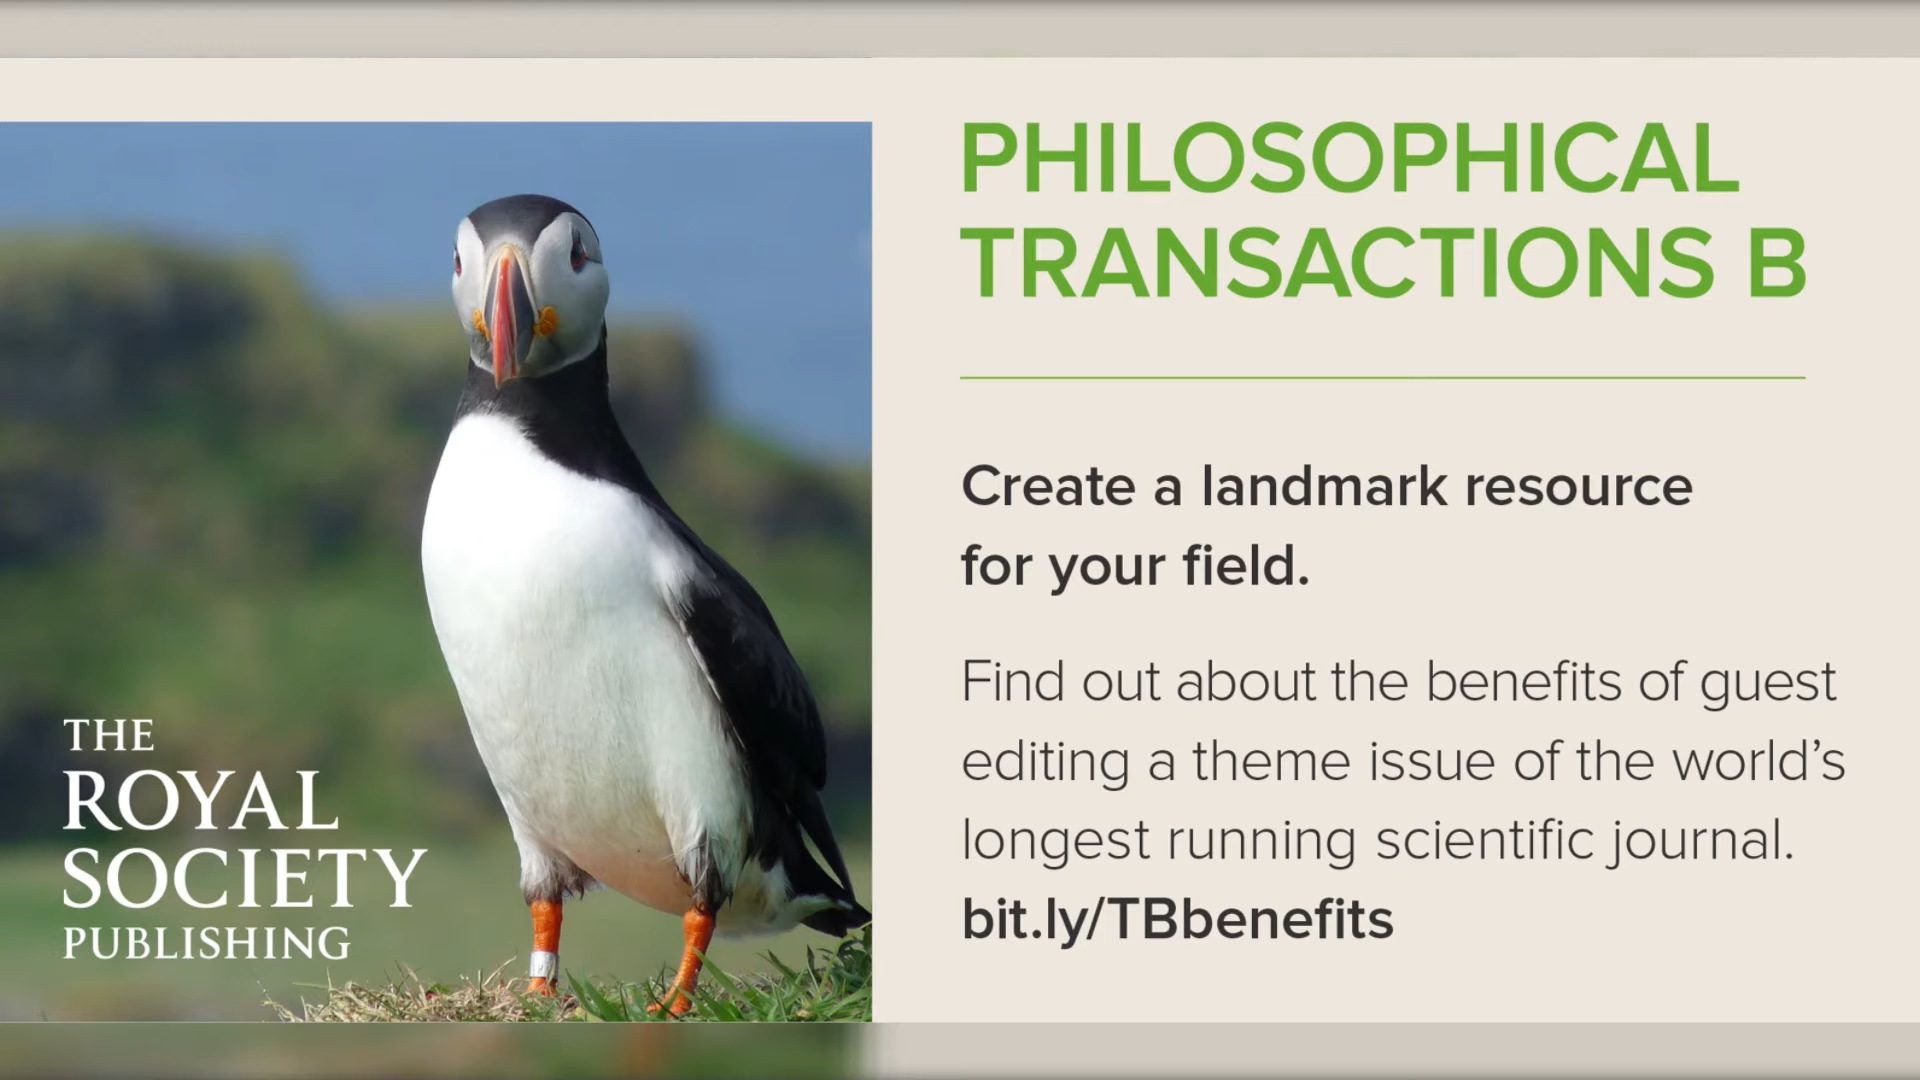 THE
ROYAL
SOCIETY
PUBLISHING
PHILOSOPHICAL
TRANSACTIONS B
Create a landmark resource
for your field.
Find out about the benefits of guest
editing a theme issue of the world’s
longest running scientific journal.
bit.ly/TBbenefits